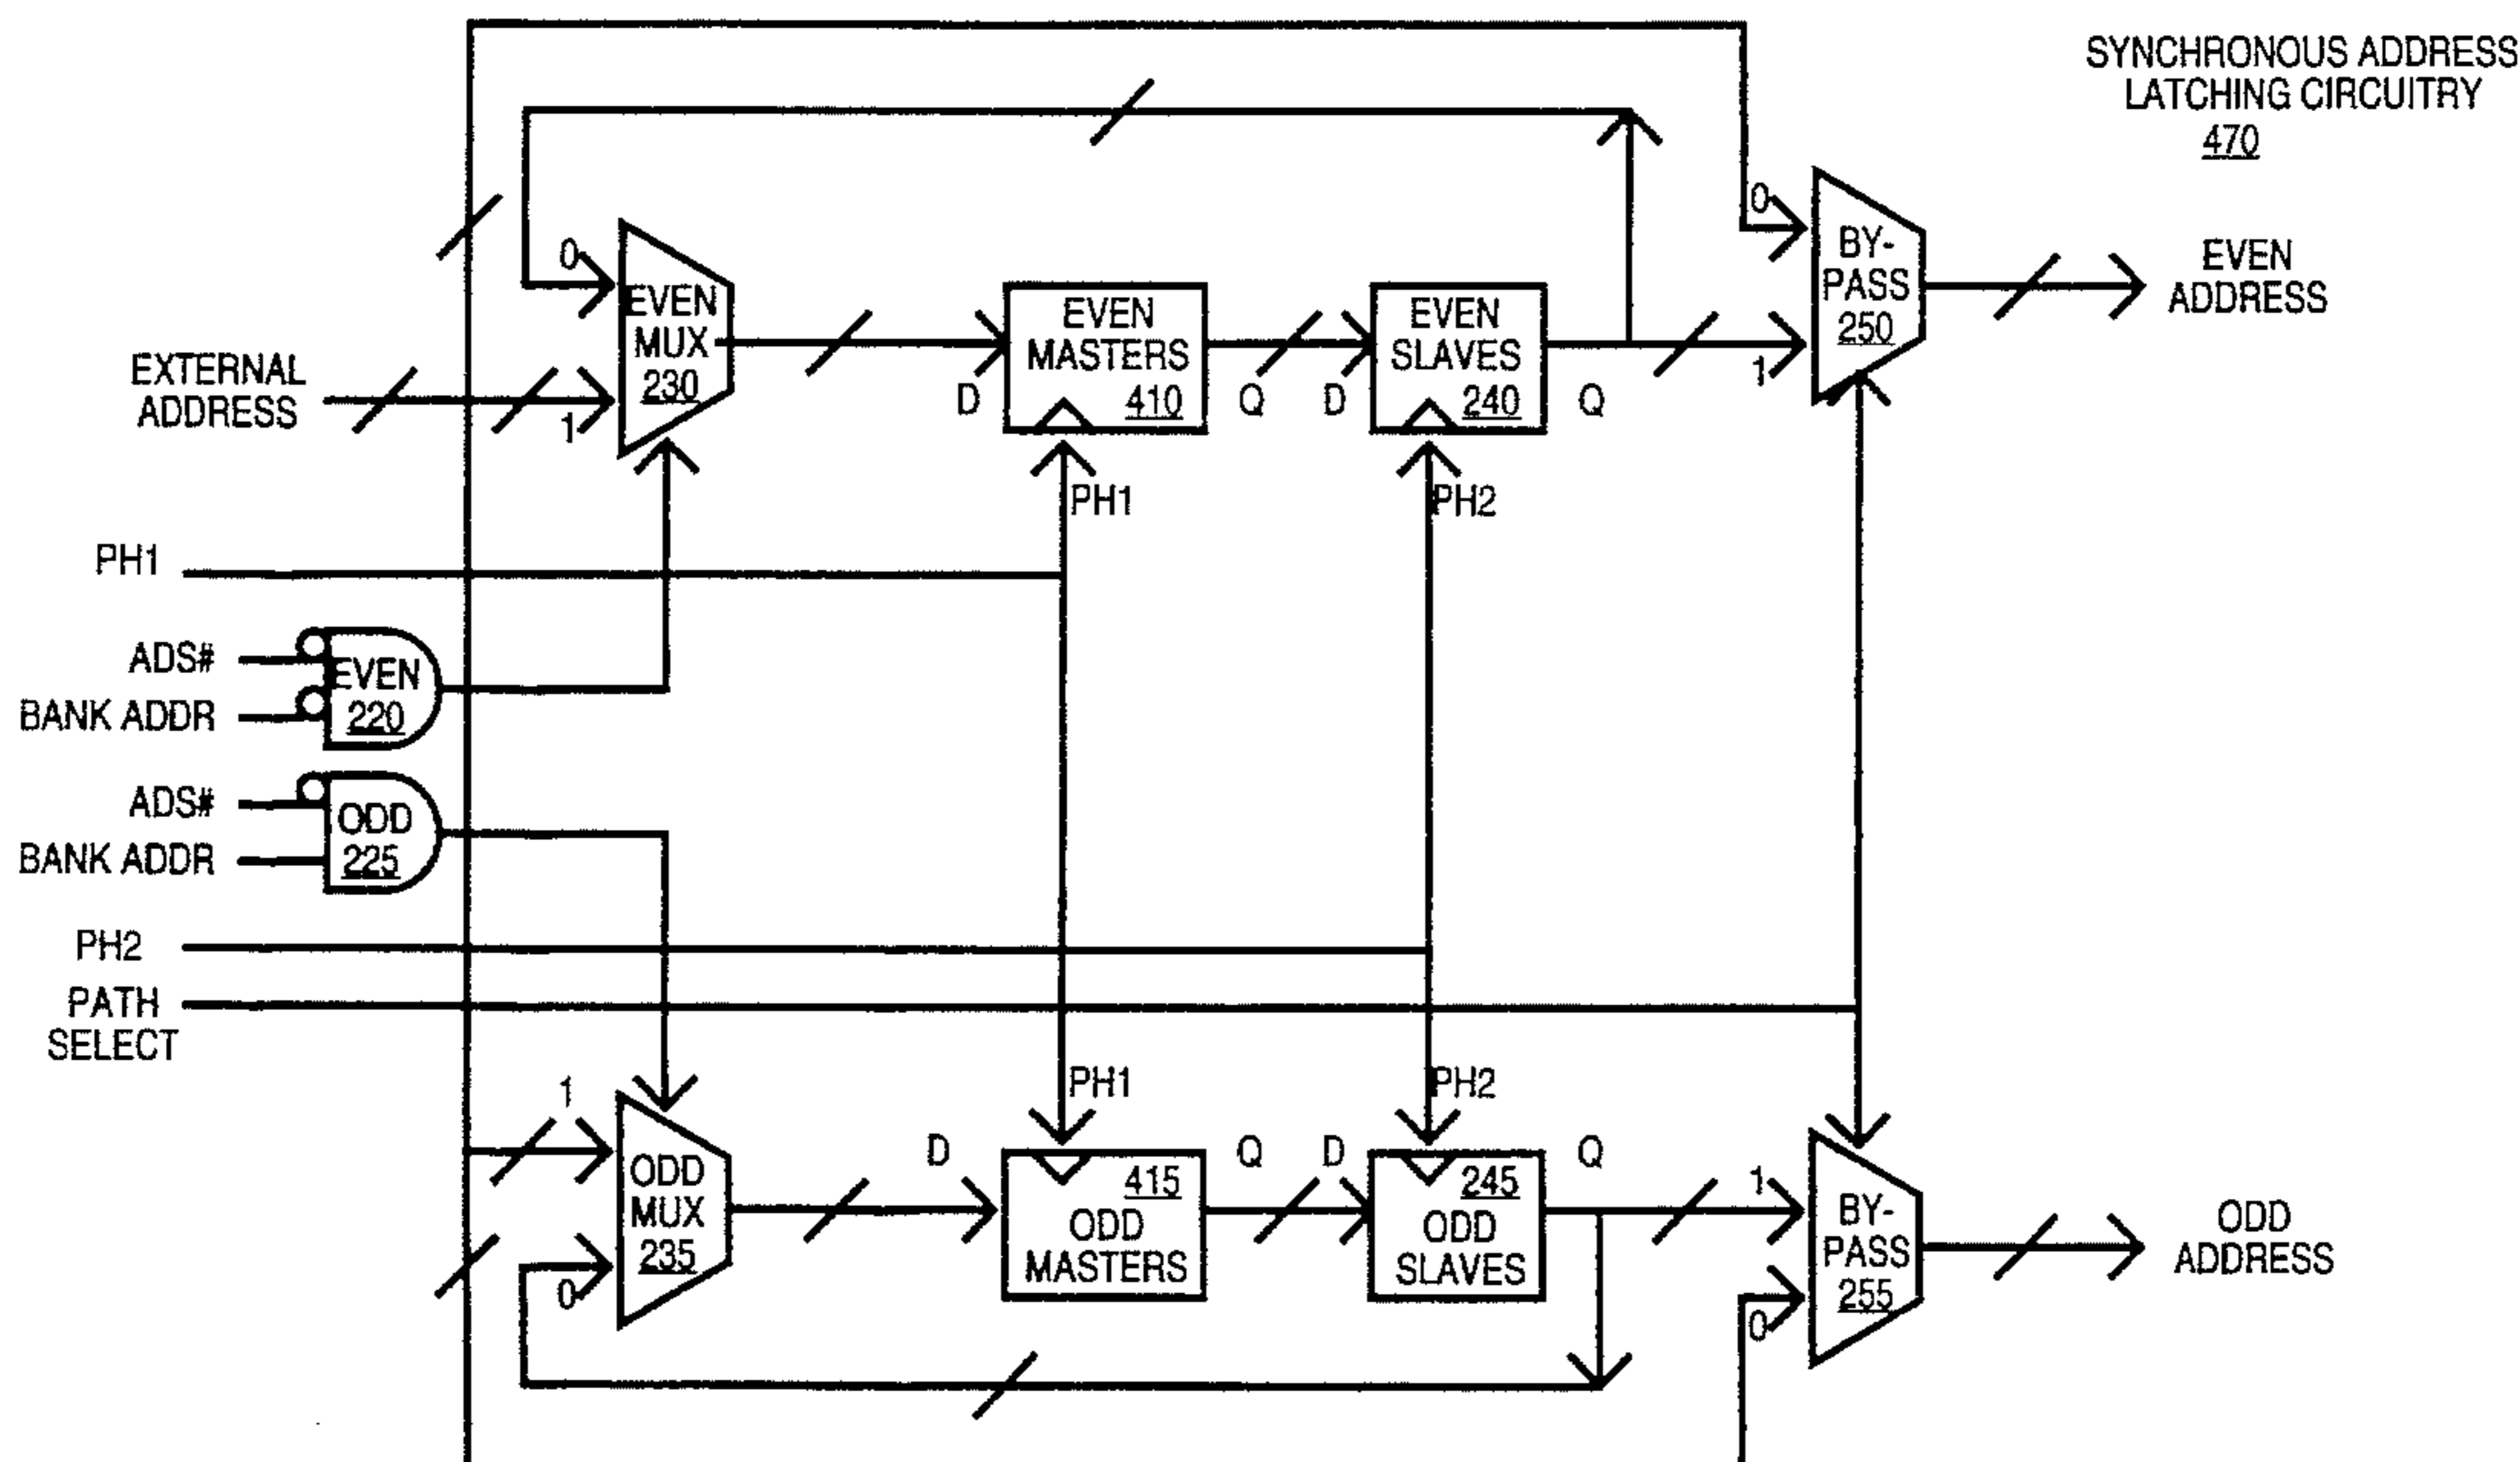 SYNCHRONOUS ADDRESS
LATCHING CIRCUITRY
470
0
BY-
PASS
250
1
EVEN
ADDRESS
0
EVEN
MUX
230
1
EXTERNAL
ADDRESS
D
EVEN
MASTERS
410
Q
D
EVEN
SLAVES
240
Q
PH1
PH2
PH1
ADS#
BANK ADDR
EVEN
220
ADS#
BANK ADDR
ODD
225
PH2
PATH
SELECT
PH1
PH2
1
ODD
MUX
235
0
D
415
ODD
MASTERS
Q
D
245
ODD
SLAVES
Q
1
BY-
PASS
255
0
ODD
ADDRESS